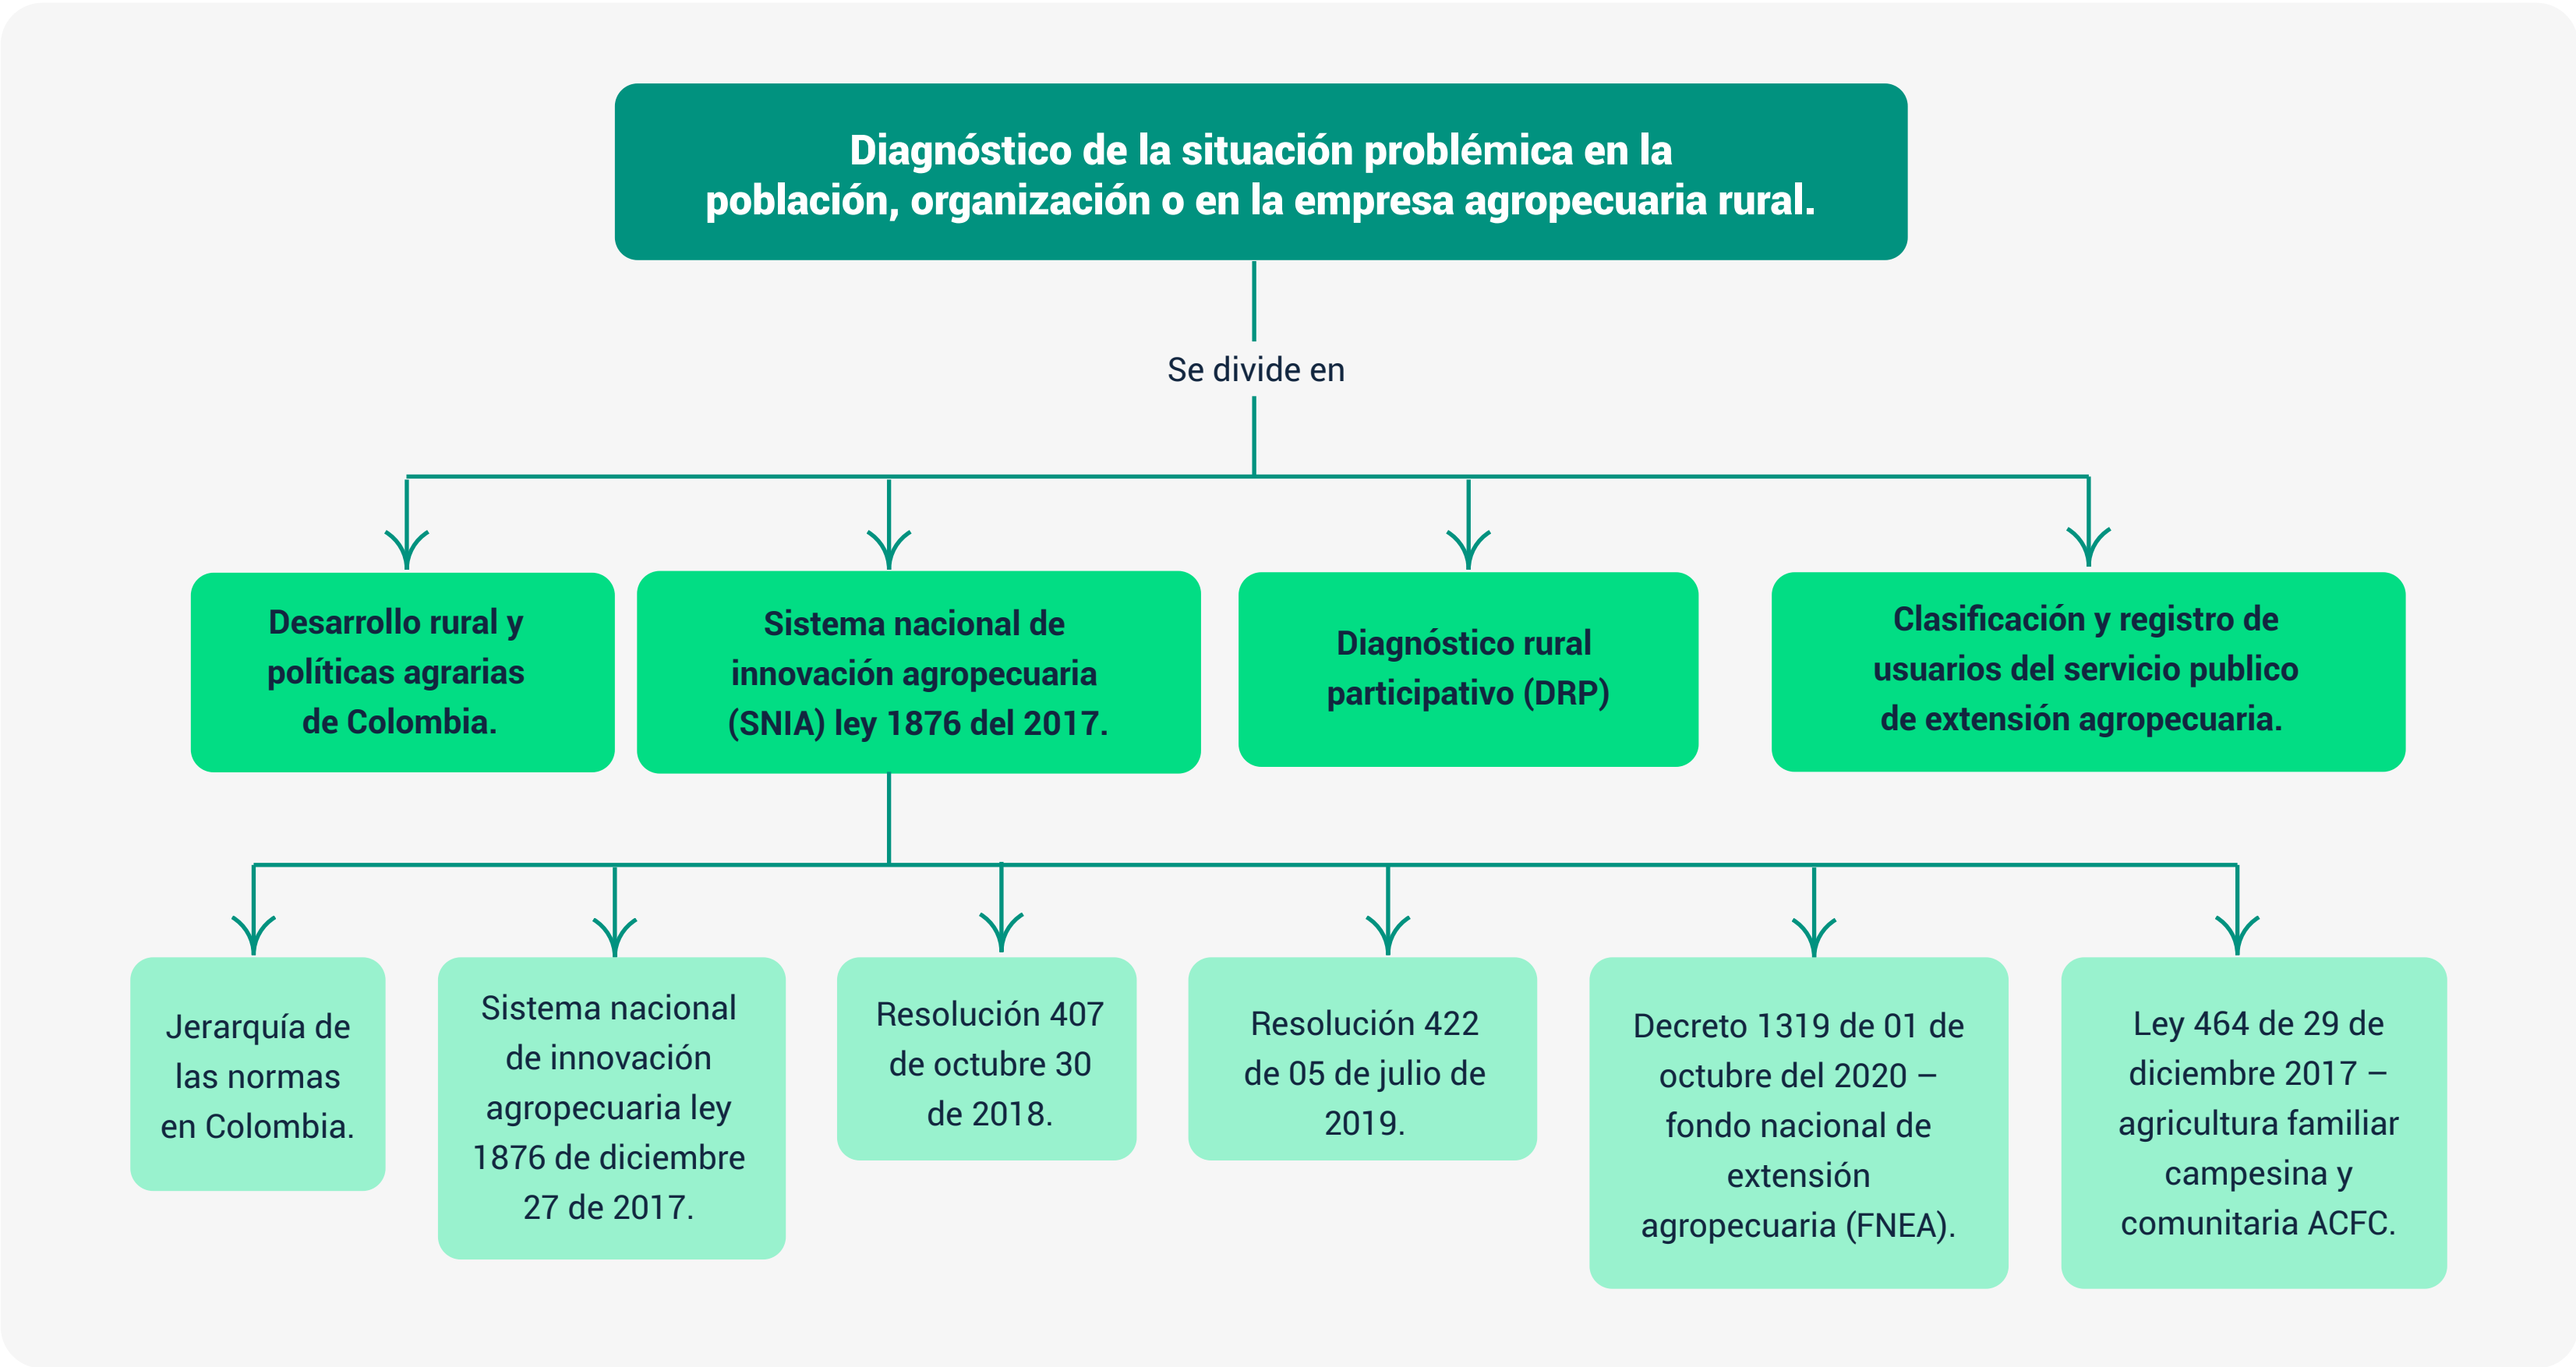 Diagnóstico de la situación problémica en la
población, organización o en la empresa agropecuaria rural.
Se divide en
Desarrollo rural y
políticas agrarias
de Colombia.
Sistema nacional de
innovación agropecuaria
(SNIA) ley 1876 del 2017.
Diagnóstico rural
participativo (DRP)
Clasificación y registro de
usuarios del servicio publico
de extensión agropecuaria.
Jerarquía de
las normas
en Colombia.
Sistema nacional
de innovación
agropecuaria ley
1876 de diciembre
27 de 2017.
Resolución 407
de octubre 30
de 2018.
Resolución 422
de 05 de julio de
2019.
Decreto 1319 de 01 de
octubre del 2020 –
fondo nacional de
extensión
agropecuaria (FNEA).
Ley 464 de 29 de
diciembre 2017 –
agricultura familiar
campesina y
comunitaria ACFC.